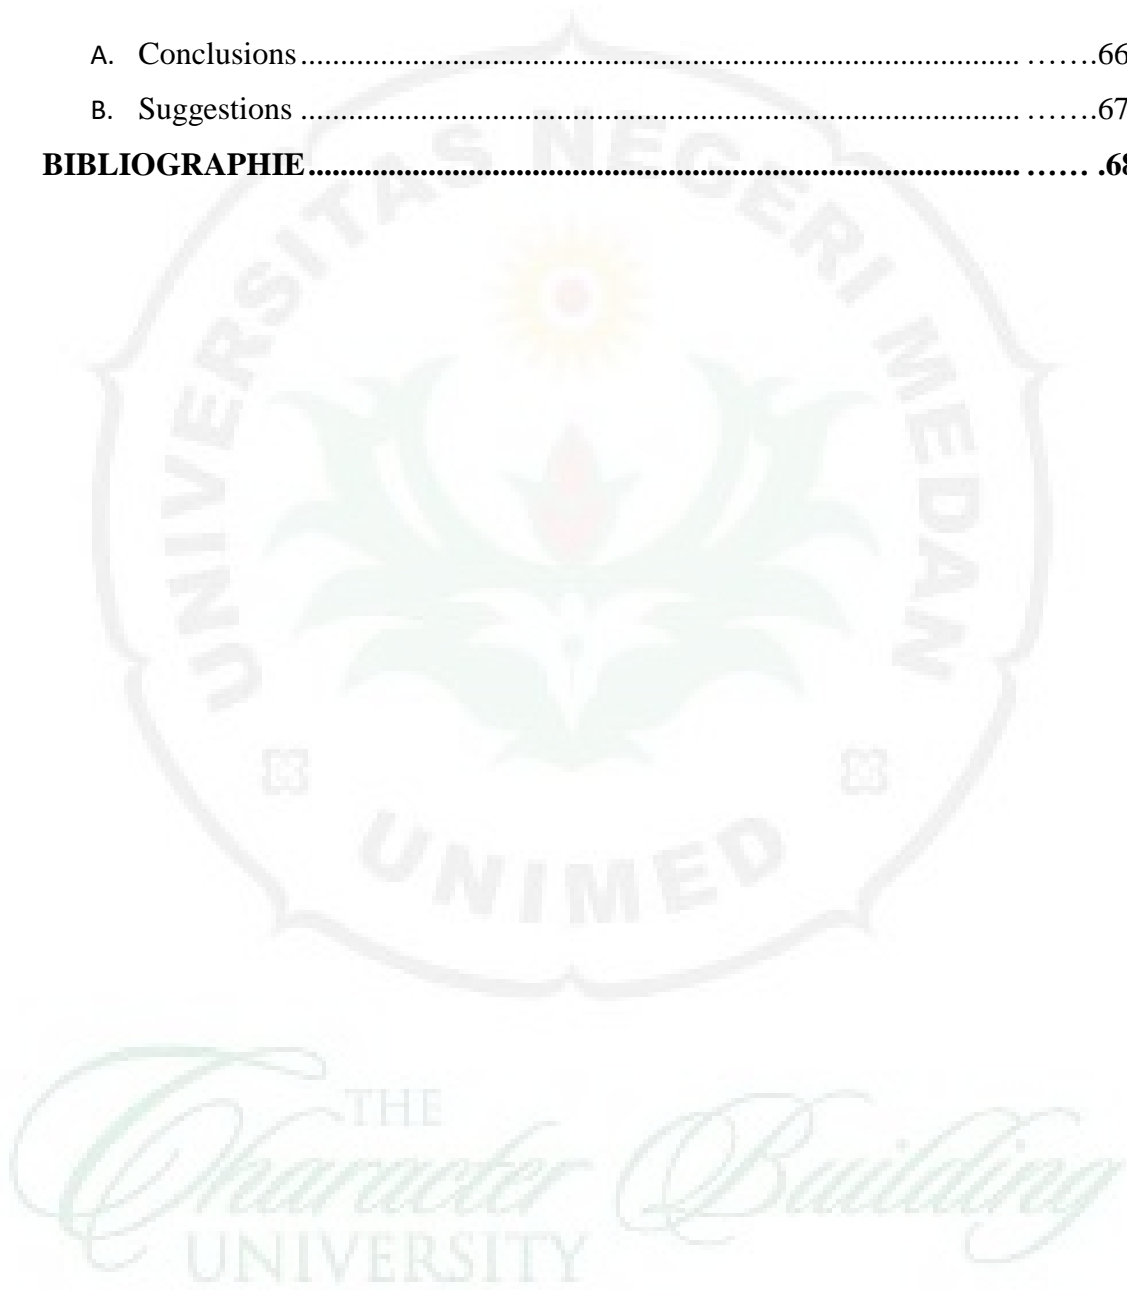 A. Conclusions.......................................................................................... …….66
B. Suggestions .......................................................................................... …….67
BIBLIOGRAPHIE......................................................................................... …… .68
UNIVERSITAS NEGERI MEDAN
UNIMED
THE
Character Building
UNIVERSITY